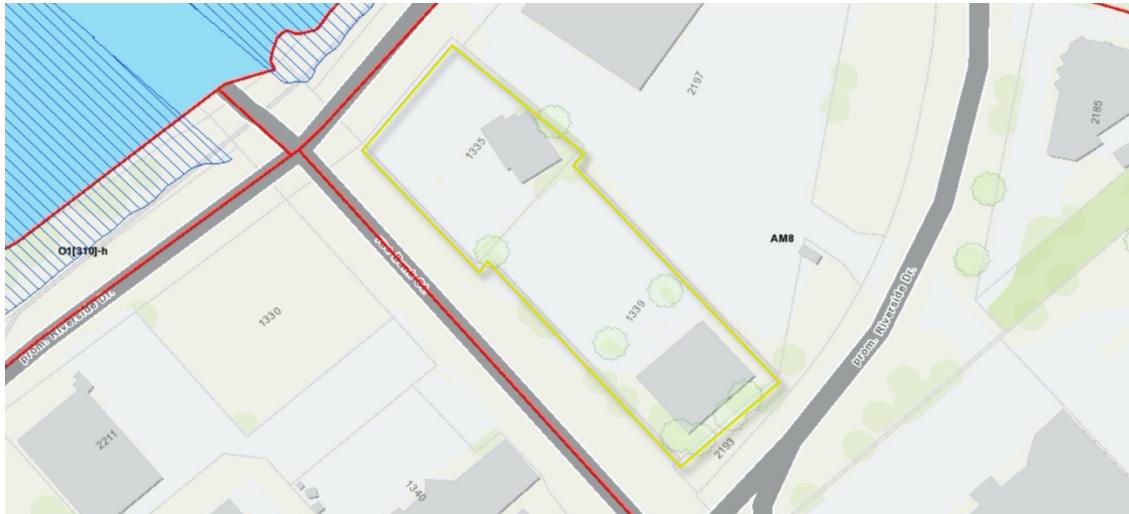 2197
2185
1335
AM8
O1[310]-h
prom. Riverside Dr.
1330
1339
prom. Riverside Dr.
2211
2193
1340